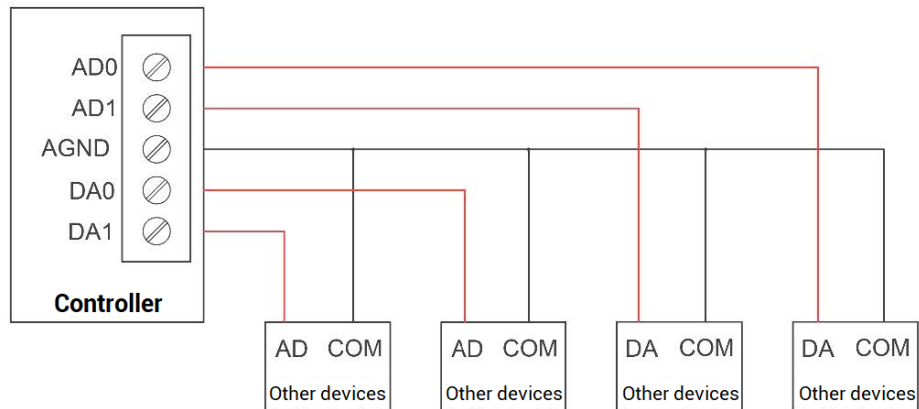 AD0
AD1
AGND
DA0
DA1
Controller
AD COM
Other devices
AD COM
Other devices
DA COM
Other devices
DA COM
Other devices